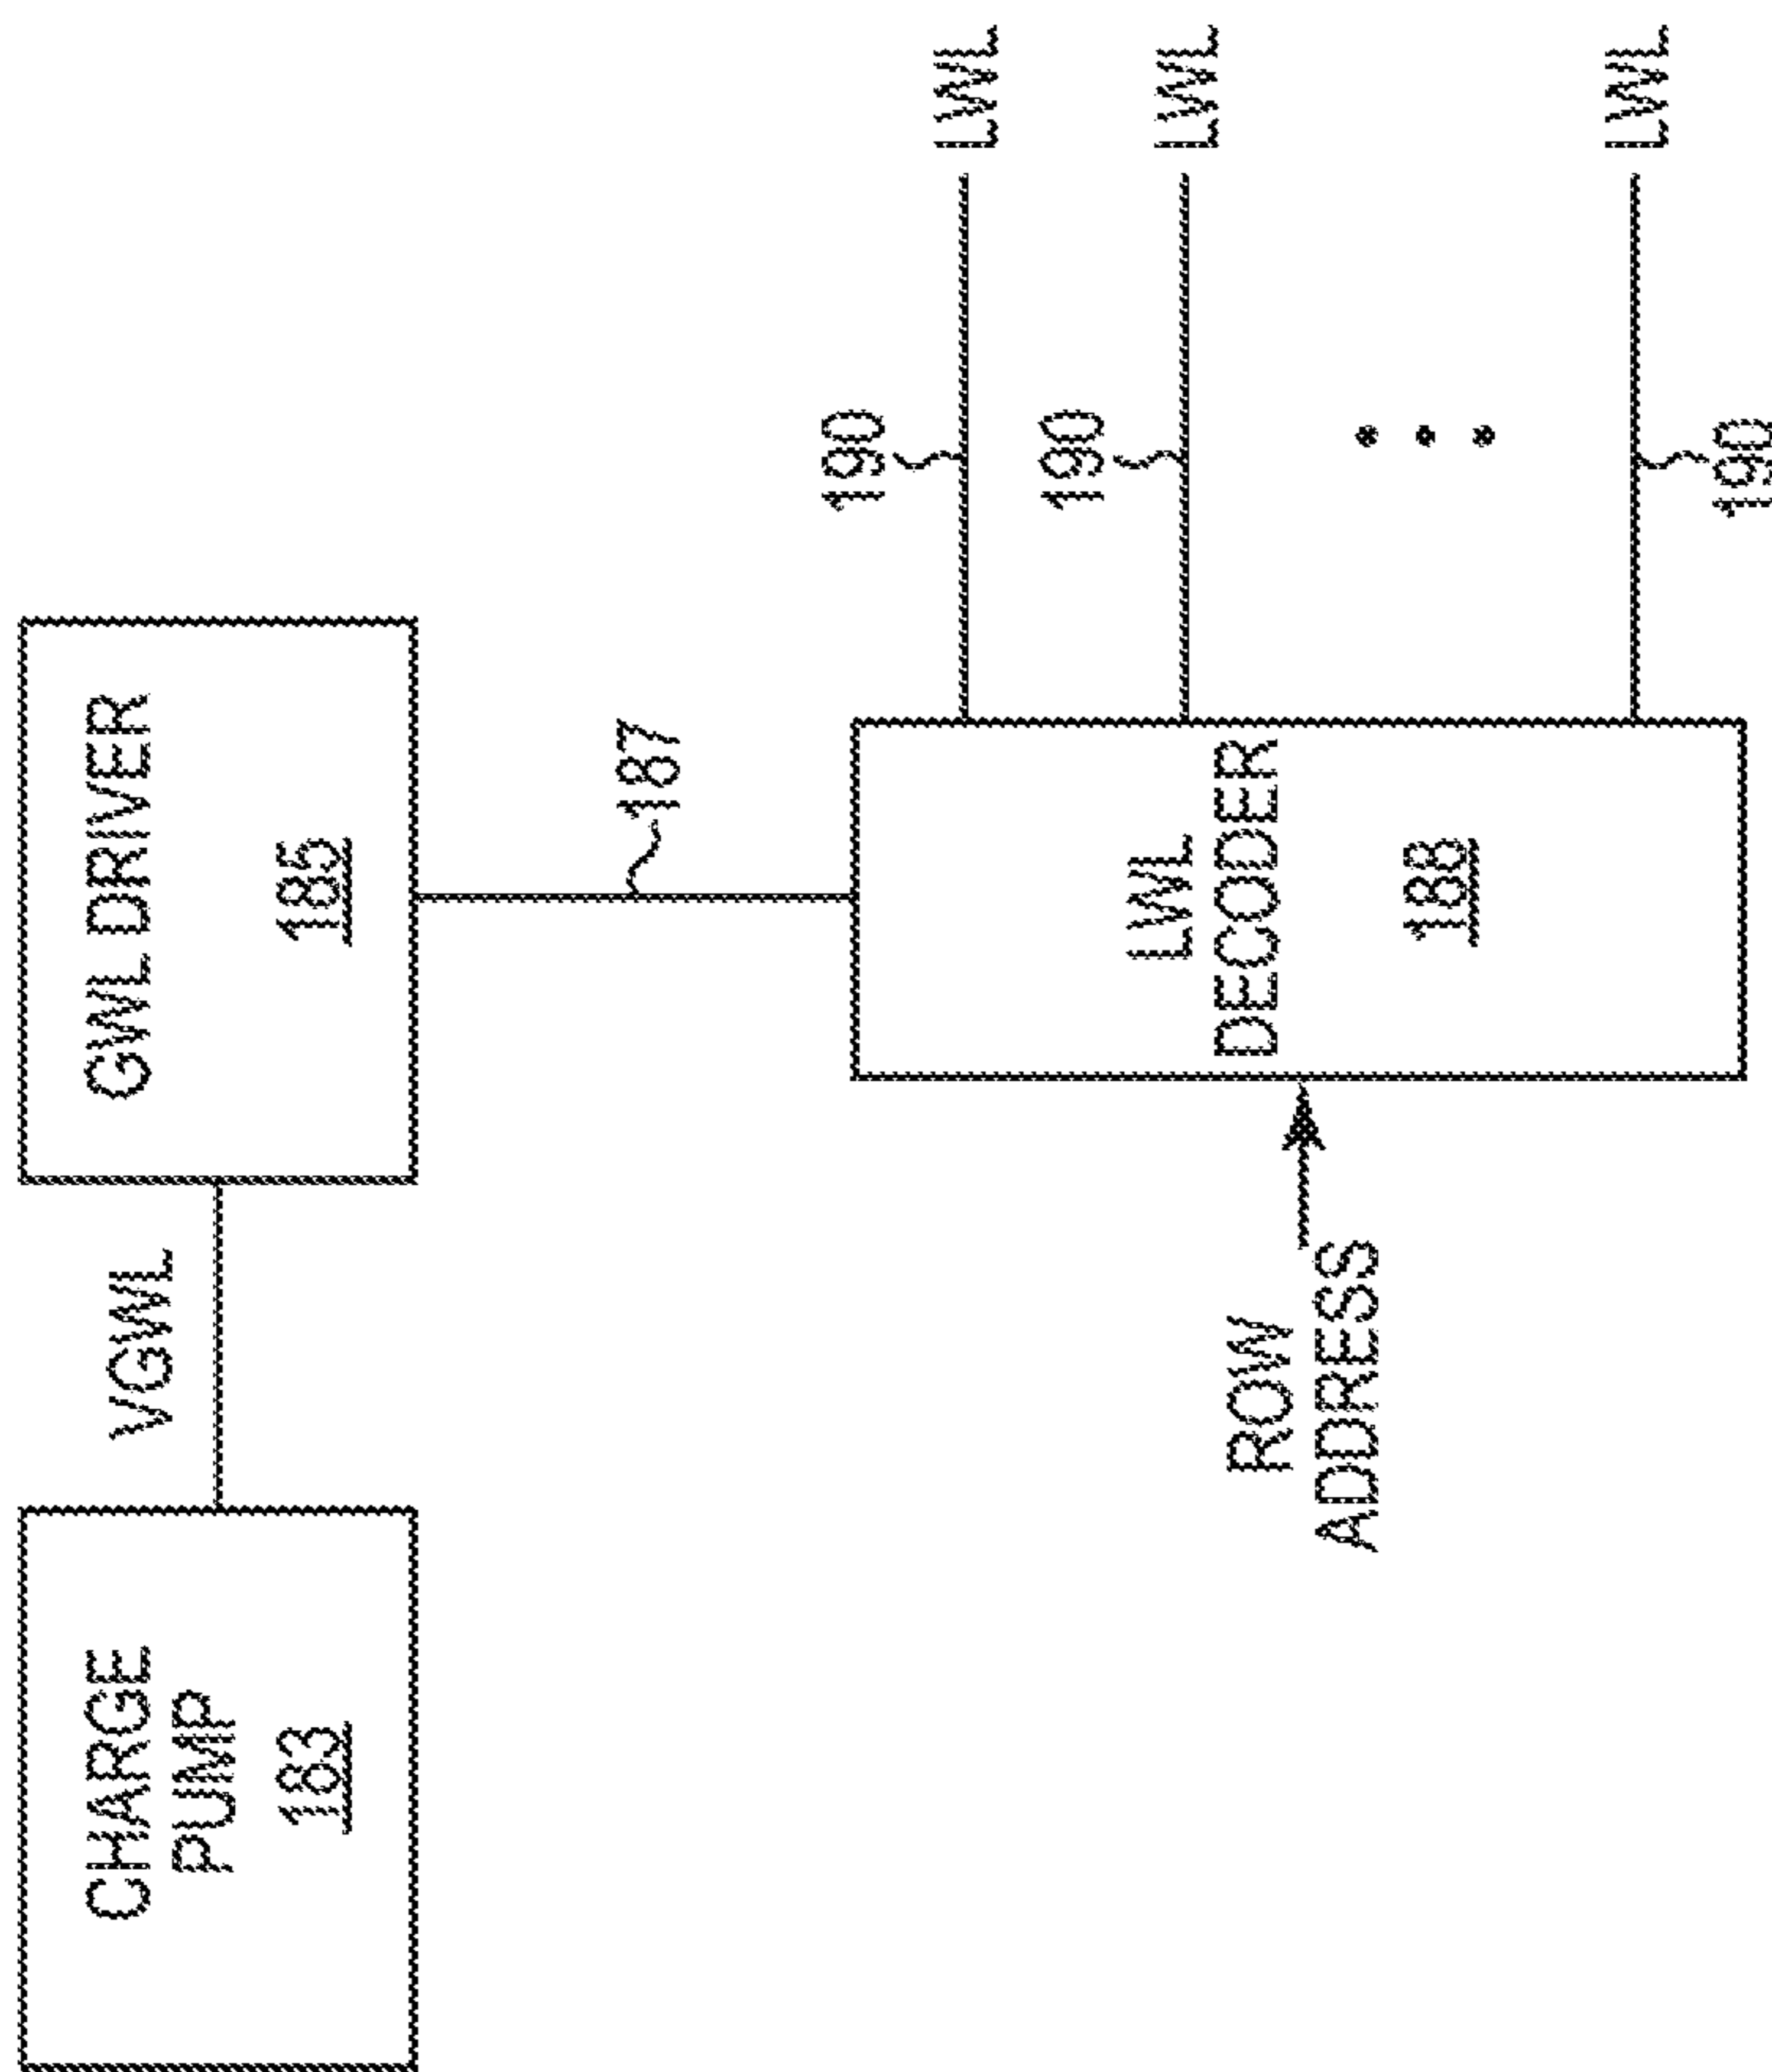 CHARGE
PUMP
183
VGWL
GWL DRIVER
185
187
ROW
ADDRESS
LWL
DECODER
188
190
LWL
190
LWL
190
LWL